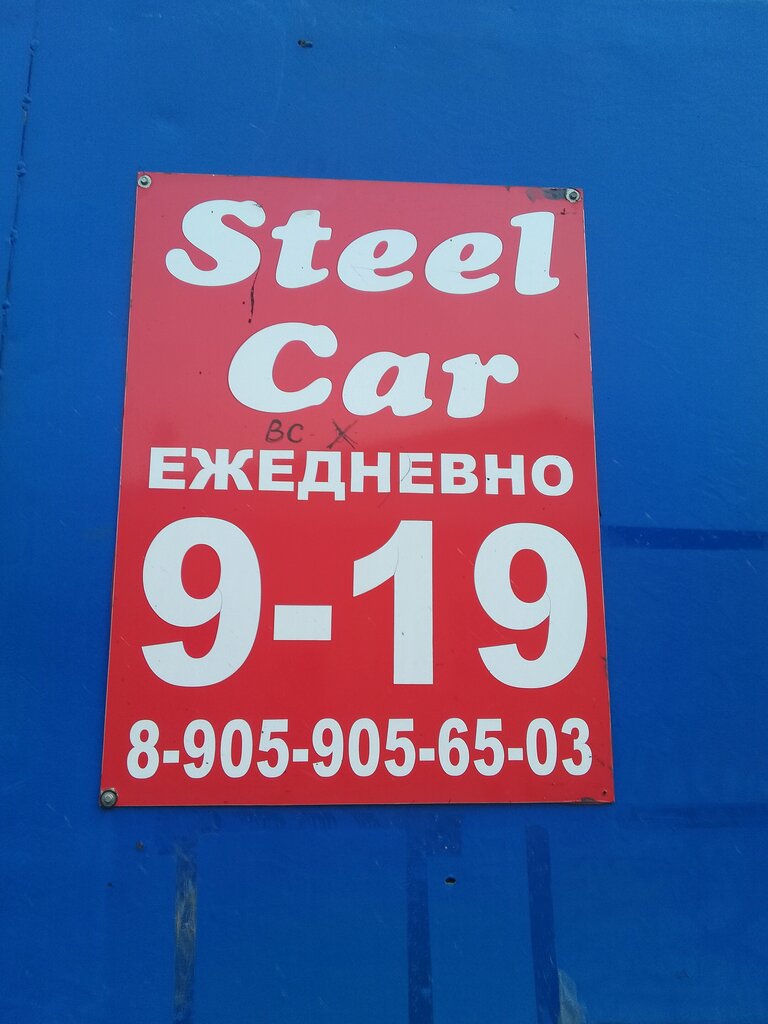 Steel
Car
ВС - X
ЕЖЕДНЕВНО
9-19
8-905-905-65-03